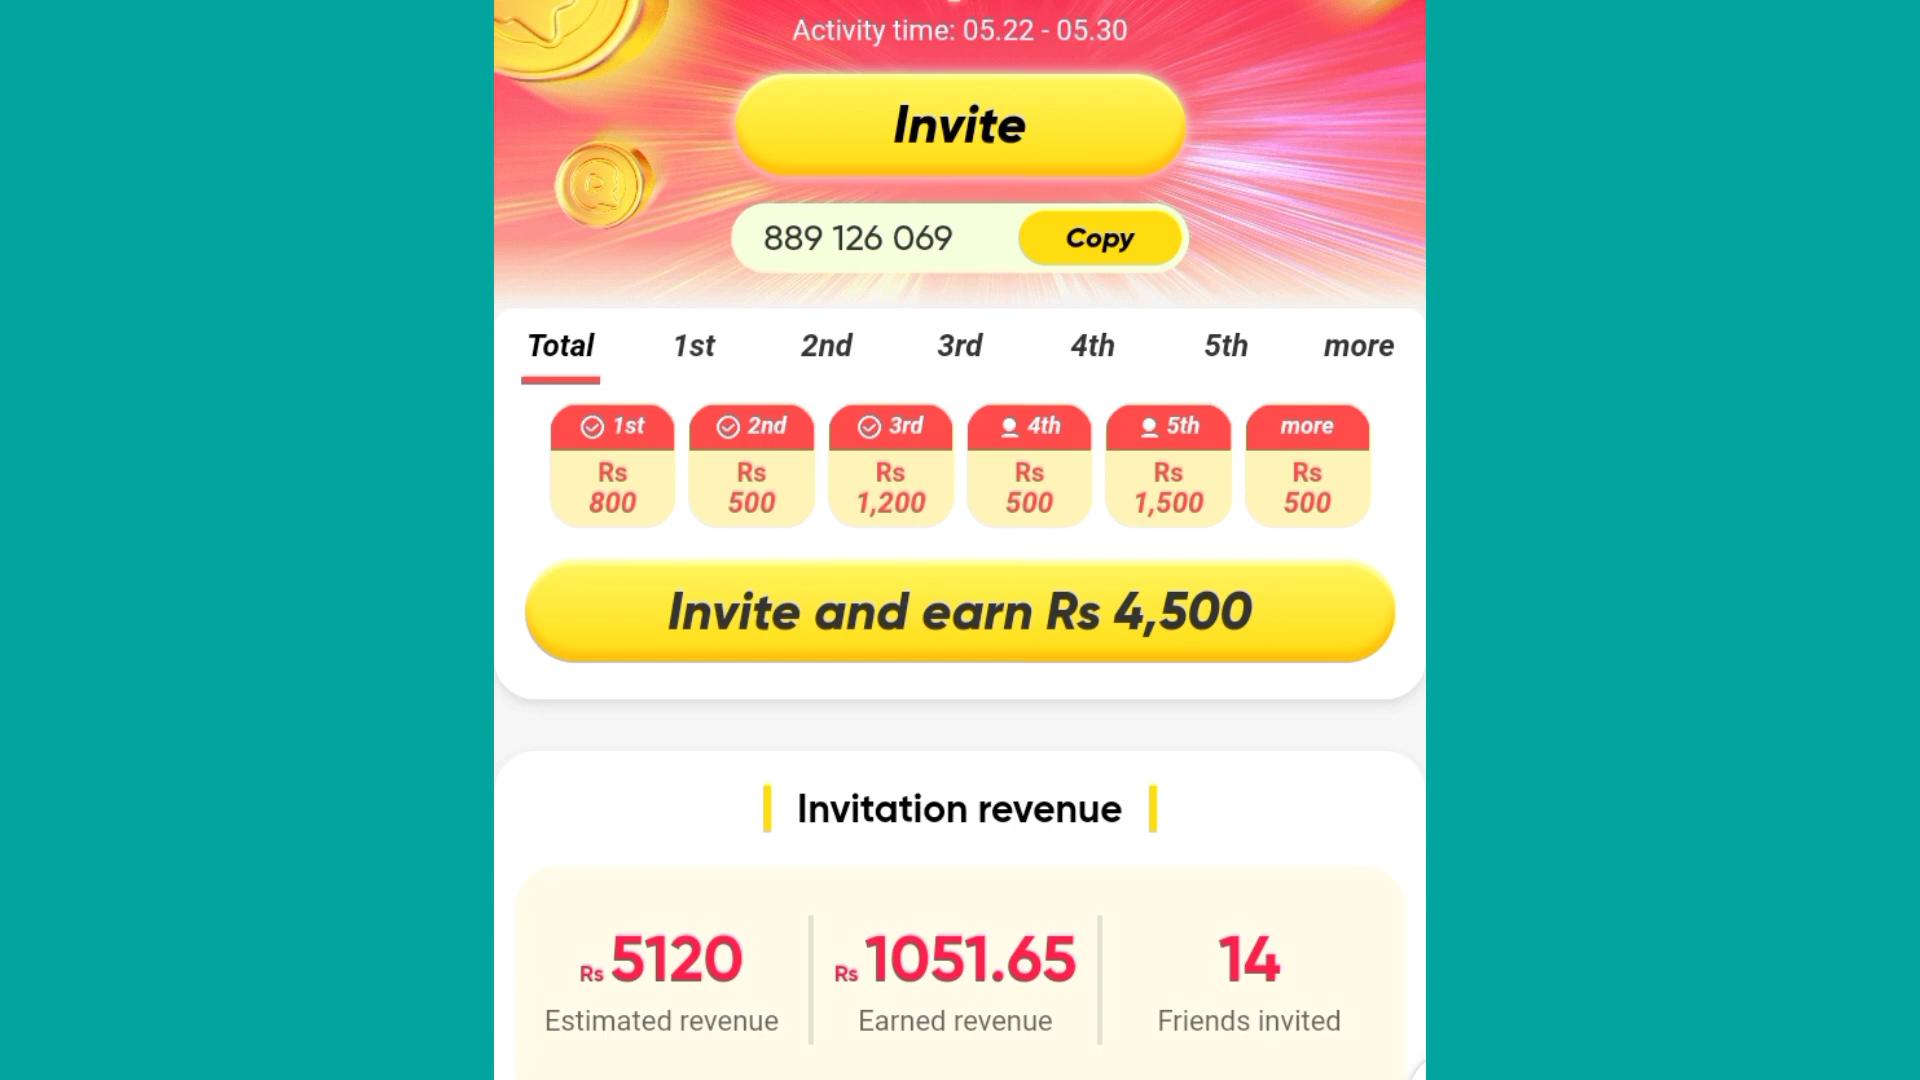 Activity time: 05.22 - 05.30
Invite
889 126 069 Copy
Total 1st 2nd 3rd 4th 5th more
1st 2nd 3rd 4th 5th more
Rs Rs Rs Rs Rs Rs
800 500 1,200 500 1,500 500
Invite and earn Rs 4,500
Invitation revenue
Rs 5120 Rs 1051.65 14
Estimated revenue Earned revenue Friends invited